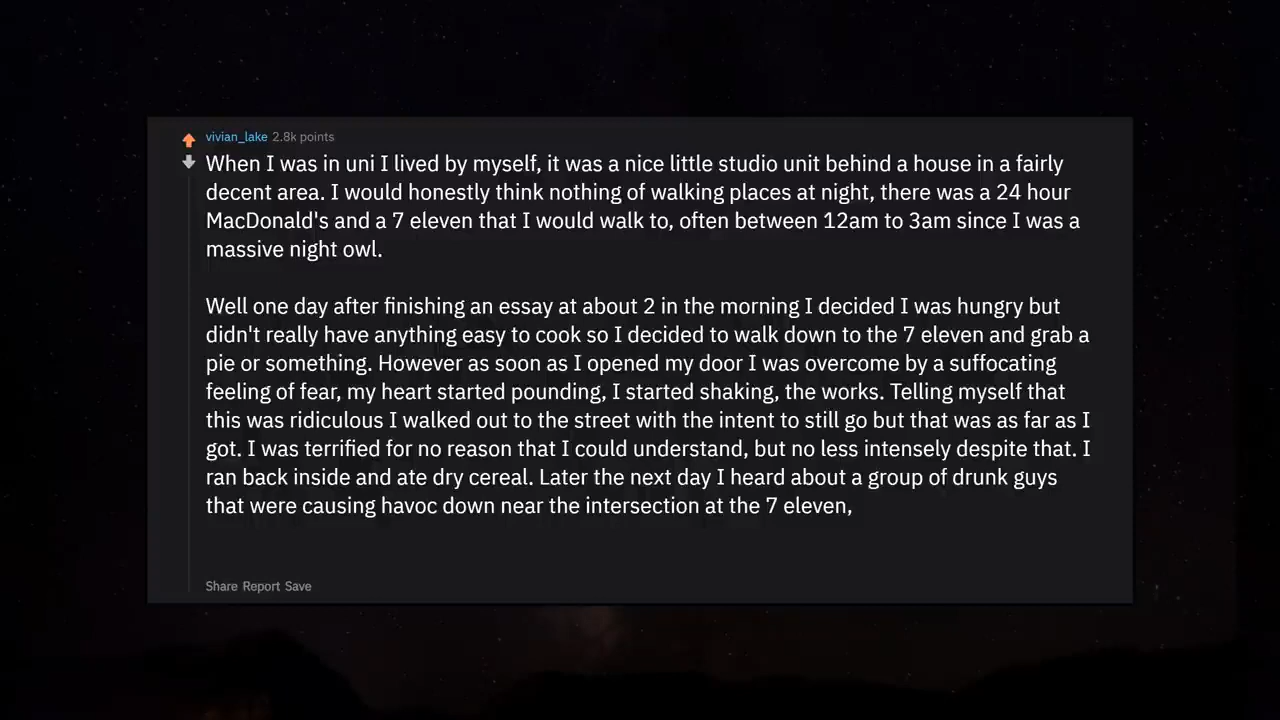 vivian_lake 2.8k points
When I was in uni I lived by myself, it was a nice little studio unit behind a house in a fairly
decent area. I would honestly think nothing of walking places at night, there was a 24 hour
MacDonald's and a 7 eleven that I would walk to, often between 12am to 3am since I was a
massive night owl.
Well one day after finishing an essay at about 2 in the morning I decided I was hungry but
didn't really have anything easy to cook so I decided to walk down to the 7 eleven and grab a
pie or something. However as soon as I opened my door I was overcome by a suffocating
feeling of fear, my heart started pounding, I started shaking, the works. Telling myself that
this was ridiculous I walked out to the street with the intent to still go but that was as far as I
got. I was terrified for no reason that I could understand, but no less intensely despite that. I
ran back inside and ate dry cereal. Later the next day I heard about a group of drunk guys
that were causing havoc down near the intersection at the 7 eleven,
Share Report Save